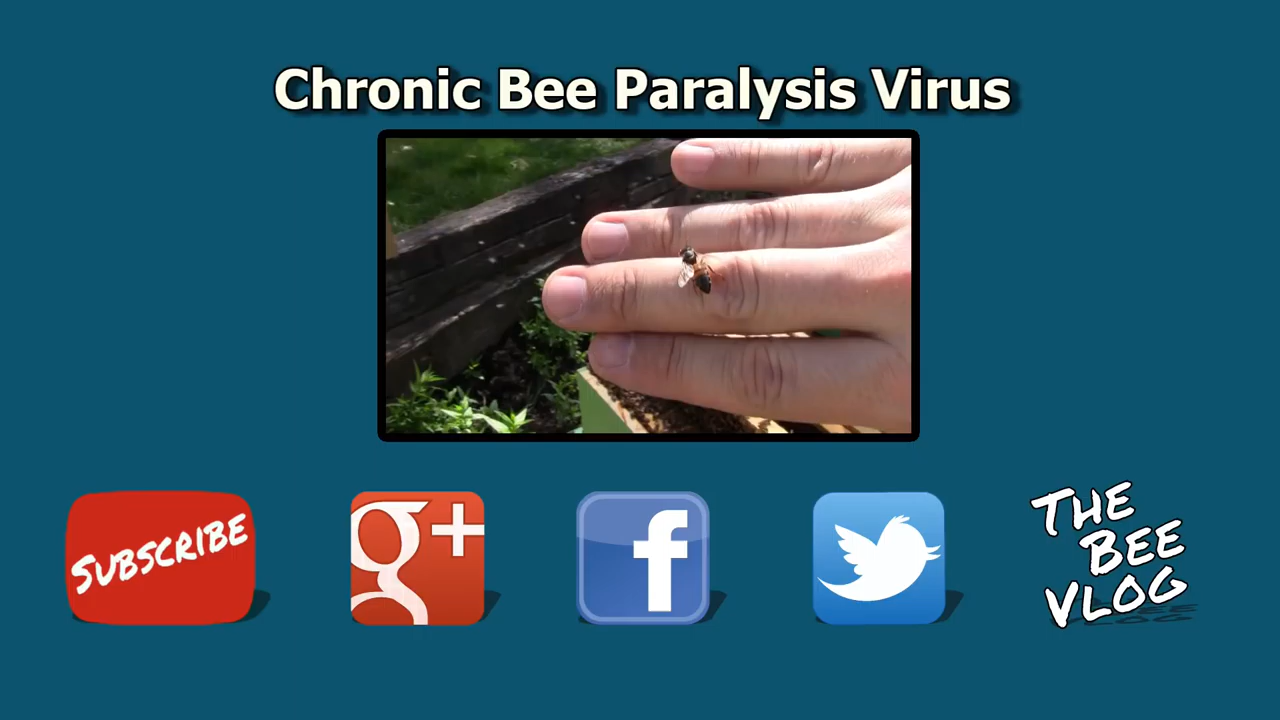 Chronic Bee Paralysis Virus
SUBSCRIBE
g+
f
THE
BEE
VLOG